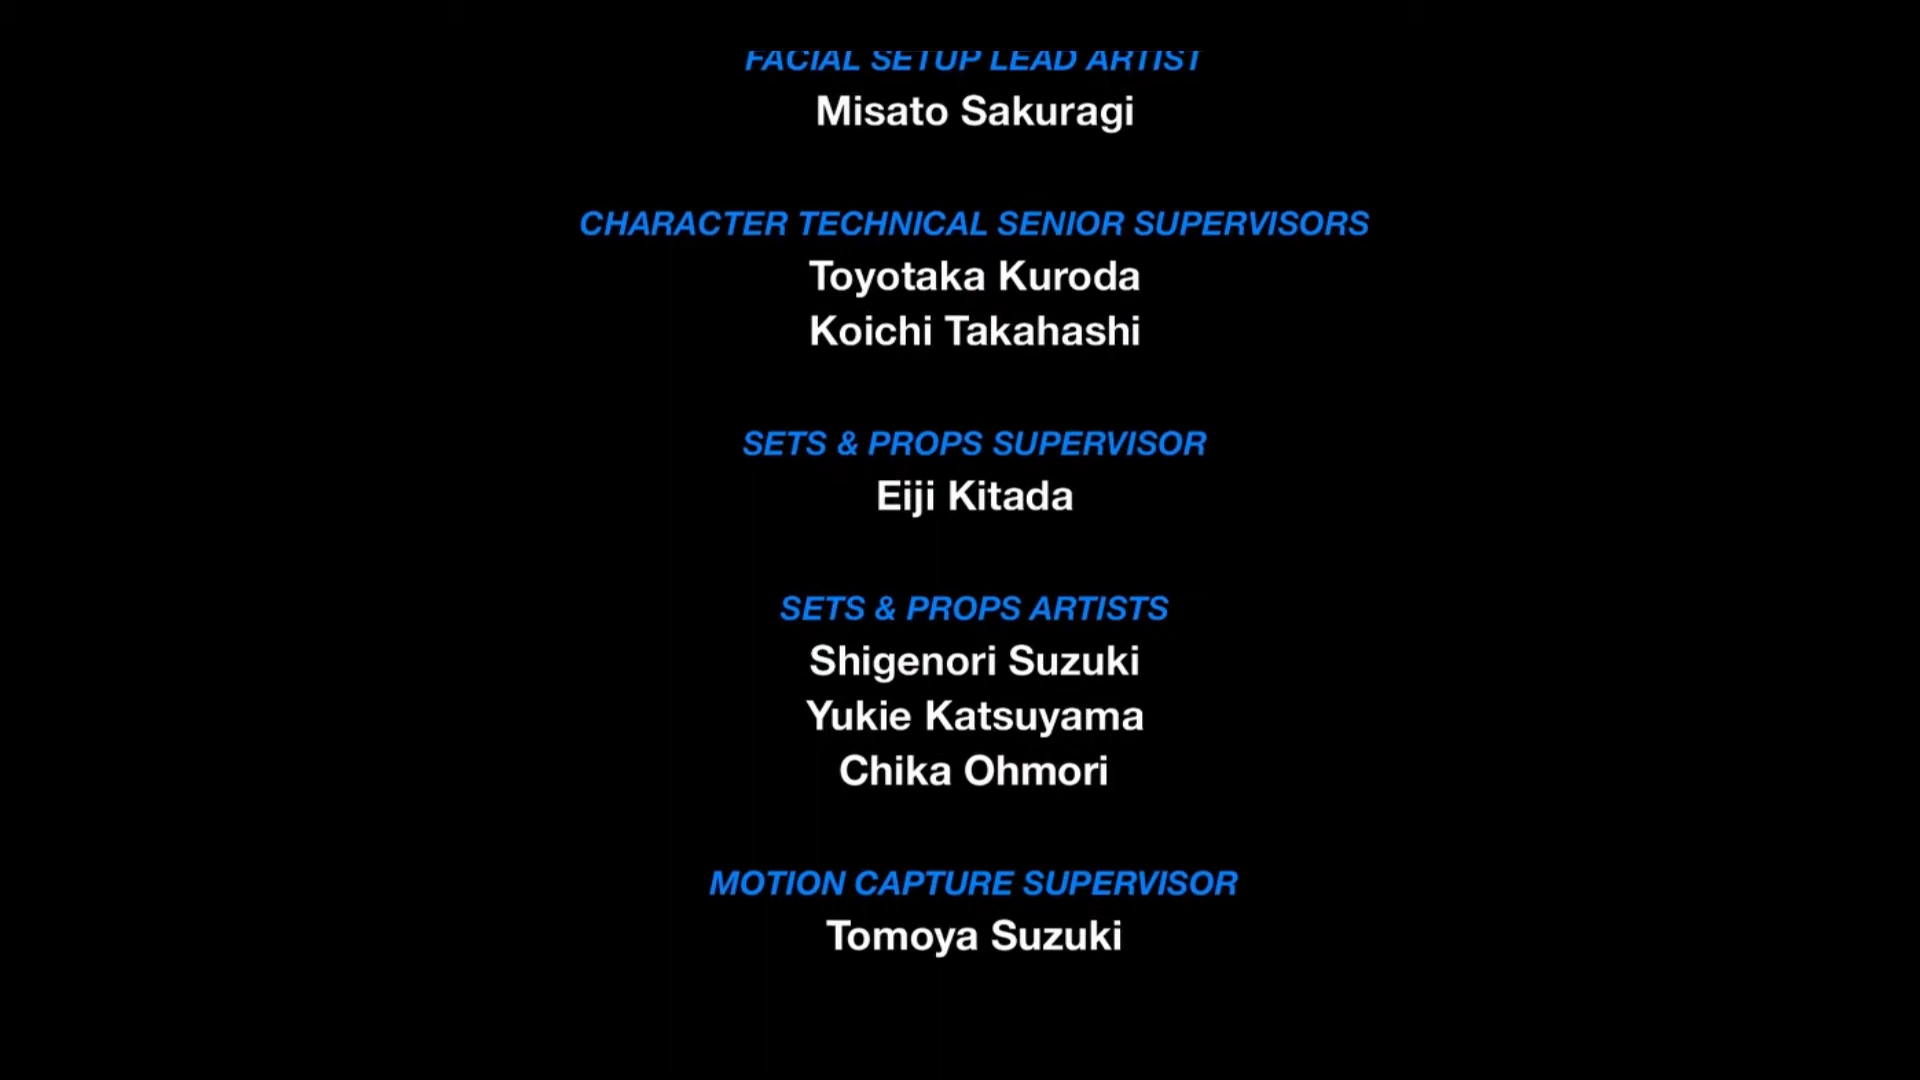 FACIAL SETUP LEAD ARTIST
Misato Sakuragi
CHARACTER TECHNICAL SENIOR SUPERVISORS
Toyotaka Kuroda
Koichi Takahashi
SETS & PROPS SUPERVISOR
Eiji Kitada
SETS & PROPS ARTISTS
Shigenori Suzuki
Yukie Katsuyama
Chika Ohmori
MOTION CAPTURE SUPERVISOR
Tomoya Suzuki